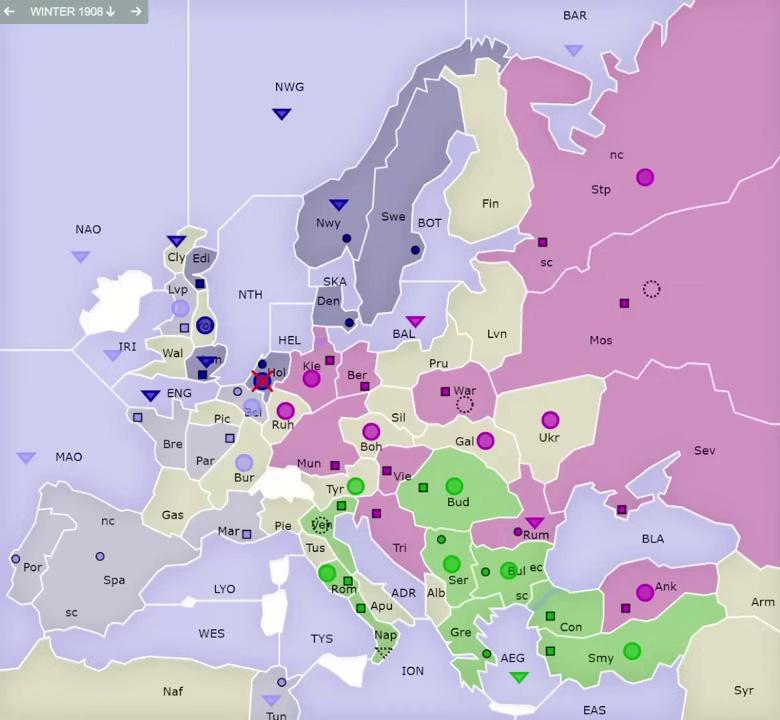 ← WINTER 1908↓ →
BAR
NWG
nc
Stp
Fin
Nwy
Swe
BOT
NAO
Cly
Edi
sc
SKA
Lvp
NTH
Den
Mos
IRI
HEL
BAL
Lvn
Wal
Hol
Kie
Ber
Pru
War
ENG
Pic
Ruh
Sil
Ukr
Bre
Par
Boh
Gal
MAO
Bur
Mun
Vie
Sev
Tyr
Bud
nc
Gas
Mar
Pie
Ven
Rum
BLA
Tus
Tri
Por
Spa
LYO
Rom
ADR
Ser
Bul
ec
Ank
sc
Apu
Alb
sc
Arm
WES
TYS
Nap
Gre
Con
ION
AEG
Smy
Naf
Syr
Tun
EAS